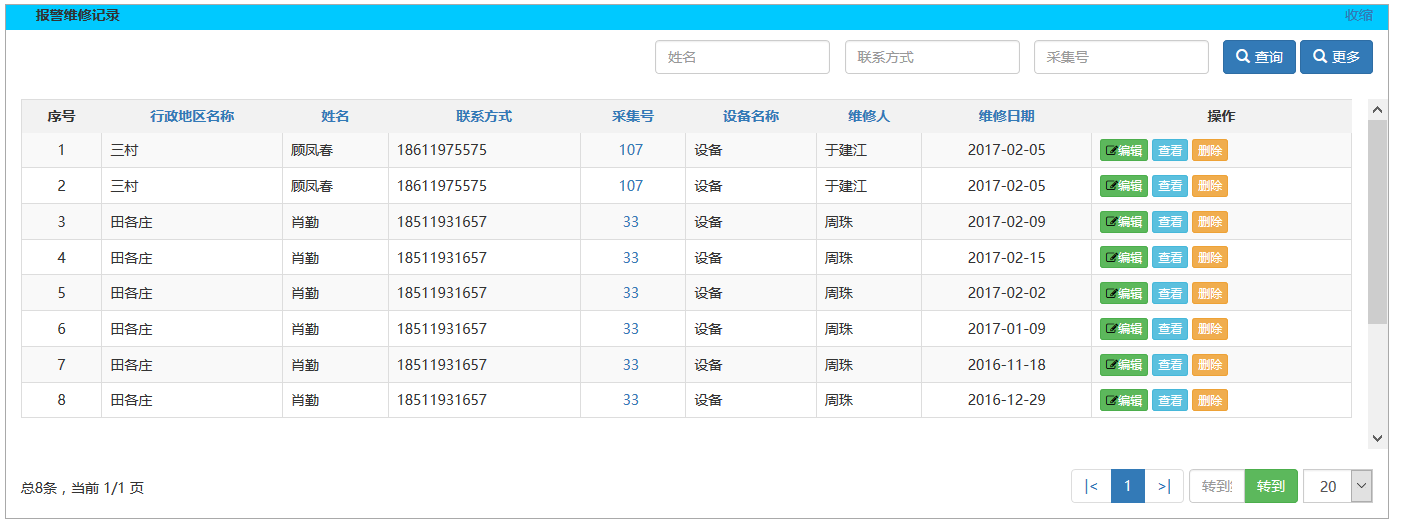 报警维修记录 收缩
姓名 联系方式 采集号 查询 更多
序号 行政地区名称 姓名 联系方式 采集号 设备名称 维修人 维修日期 操作
1 三村 顾凤春 18611975575 107 设备 于建江 2017-02-05 编辑 查看 删除
2 三村 顾凤春 18611975575 107 设备 于建江 2017-02-05 编辑 查看 删除
3 田各庄 肖勤 18511931657 33 设备 周珠 2017-02-09 编辑 查看 删除
4 田各庄 肖勤 18511931657 33 设备 周珠 2017-02-15 编辑 查看 删除
5 田各庄 肖勤 18511931657 33 设备 周珠 2017-02-02 编辑 查看 删除
6 田各庄 肖勤 18511931657 33 设备 周珠 2017-01-09 编辑 查看 删除
7 田各庄 肖勤 18511931657 33 设备 周珠 2016-11-18 编辑 查看 删除
8 田各庄 肖勤 18511931657 33 设备 周珠 2016-12-29 编辑 查看 删除
总8条，当前 1/1 页 |< 1 >| 转到 转到 20